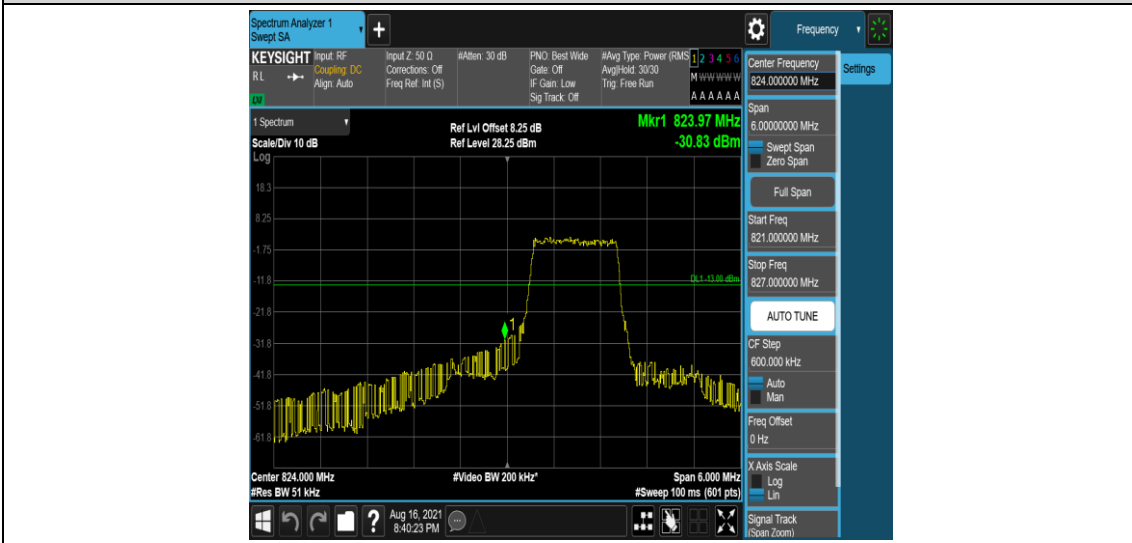 Spectrum Analyzer 1
Swept SA
+
Frequency
KEYSIGHT
Input: RF
Input Z: 50 Ω
#Atten: 30 dB
PNO: Best Wide
#Avg Type: Power (RMS
1 2 3 4 5 6
R L
Coupling: DC
Corrections: Off
Gate: Off
Avg|Hold: 30/30
M W W W W W
Align: Auto
Freq Ref: Int (S)
IF Gain: Low
Trig: Free Run
Sig Track: Off
A A A A A A
Center Frequency
824.000000 MHz
Settings
Span
6.00000000 MHz
Swept Span
Zero Span
Full Span
Start Freq
821.000000 MHz
Stop Freq
827.000000 MHz
AUTO TUNE
CF Step
600.000 kHz
Auto
Man
Freq Offset
0 Hz
X Axis Scale
Log
Lin
Signal Track
(Span Zoom)
1 Spectrum
Ref Lvl Offset 8.25 dB
Mkr1 823.97 MHz
Scale/Div 10 dB
Ref Level 28.25 dBm
-30.83 dBm
Log
18.3
8.25
-1.75
-11.8
DL1 -13.00 dBm
-21.8
1
-31.8
-41.8
-51.8
-61.8
Center 824.000 MHz
#Video BW 200 kHz*
Span 6.000 MHz
#Res BW 51 kHz
#Sweep 100 ms (601 pts)
?
Aug 16, 2021
8:40:23 PM